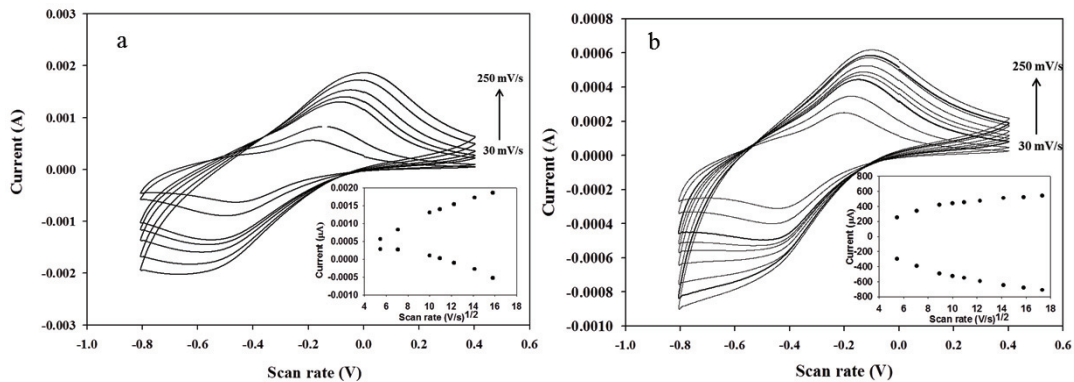 a
0.003
0.002
0.001
0.000
-0.001
-0.002
-0.003
Current (A)
-1.0 -0.8 -0.6 -0.4 -0.2 0.0 0.2 0.4 0.6
Scan rate (V)
250 mV/s
30 mV/s
0.0020
0.0015
0.0010
0.0005
0.0000
-0.0005
-0.0010
Current (µA)
4 6 8 10 12 14 16 18
Scan rate (V/s)1/2
b
0.0008
0.0006
0.0004
0.0002
0.0000
-0.0002
-0.0004
-0.0006
-0.0008
-0.0010
Current (A)
-1.0 -0.8 -0.6 -0.4 -0.2 0.0 0.2 0.4 0.6
Scan rate (V)
250 mV/s
30 mV/s
800
600
400
200
0
-200
-400
-600
-800
Current (µA)
4 6 8 10 12 14 16 18
Scan rate (V/s)1/2